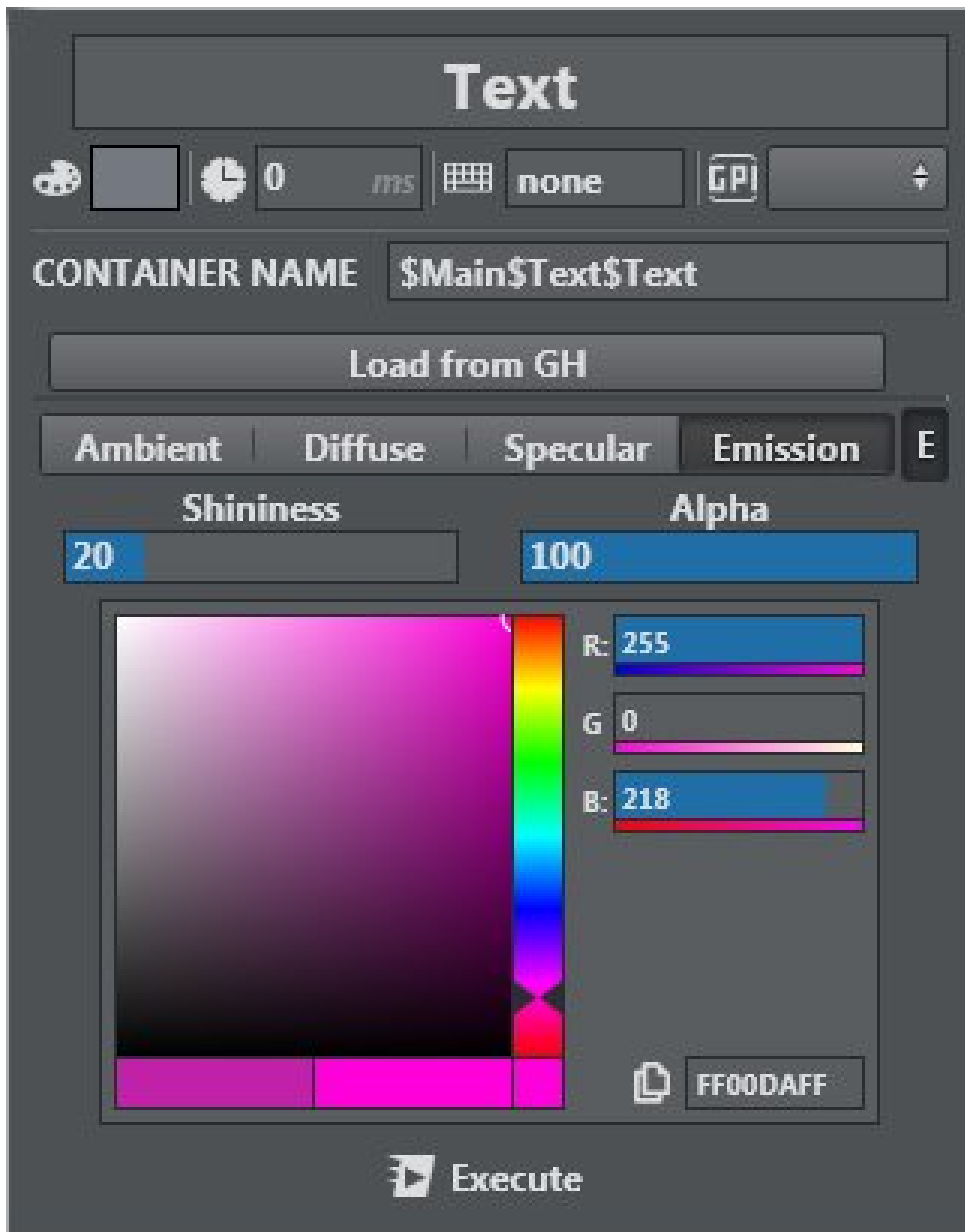 Text
0 ms none GPI
CONTAINER NAME $Main$Text$Text
Load from GH
Ambient Diffuse Specular Emission E
Shininess Alpha
20 100
R: 255
G 0
B: 218
FF00DAFF
Execute